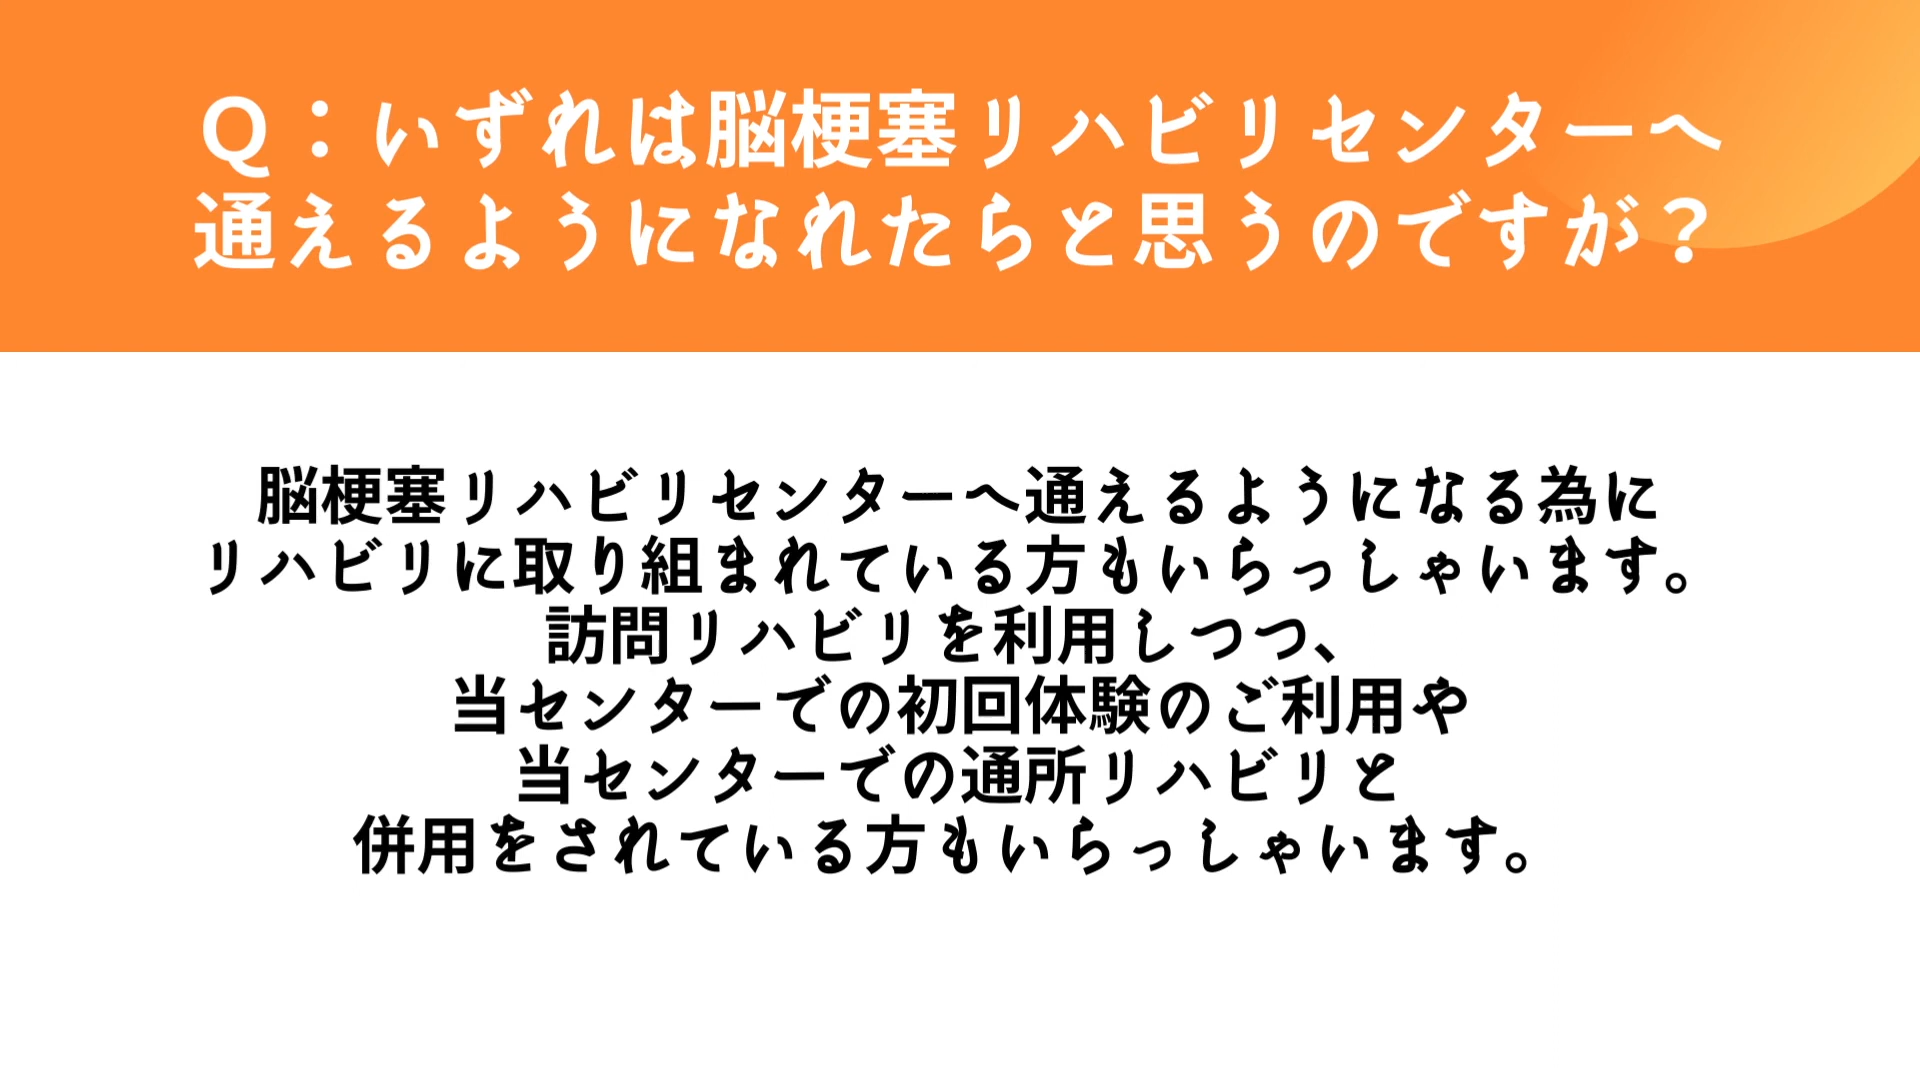 Q：いずれは脳梗塞リハビリセンターへ
通えるようになれたらと思うのですが？
脳梗塞リハビリセンターへ通えるようになる為に
リハビリに取り組まれている方もいらっしゃいます。
訪問リハビリを利用しつつ、
当センターでの初回体験のご利用や
当センターでの通所リハビリと
併用をされている方もいらっしゃいます。